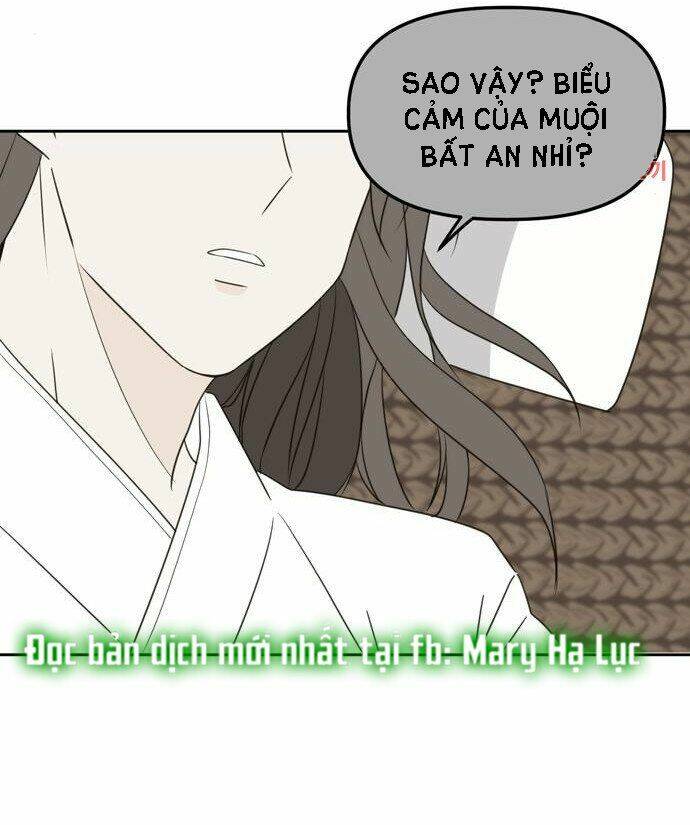 SAO VẬY? BIỂU
CẢM CỦA MUỘI
BẤT AN NHỈ?
Đọc bản dịch mới nhất tại fb: Mary Hạ Lục